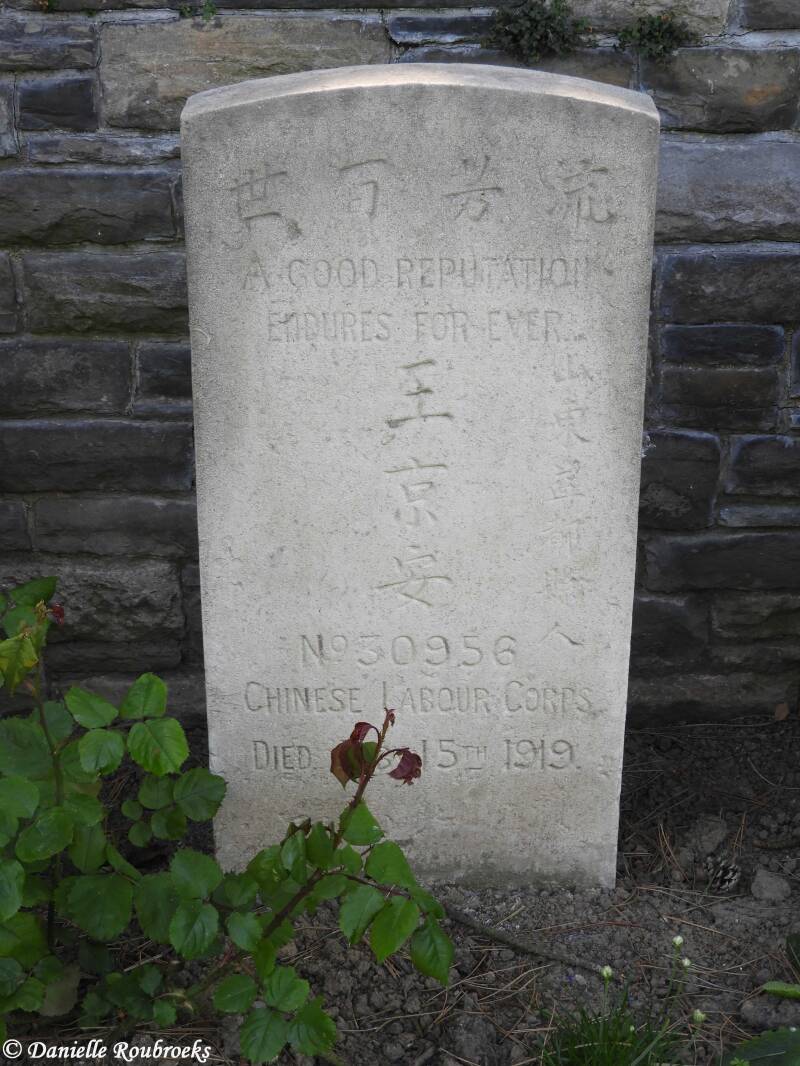 流芳百世
A GOOD REPUTATION
ENDURES FOR EVER
山東
人
王京安
No 30956
CHINESE LABOUR CORPS
DIED 15TH 1919.
© Danielle Roubroeks